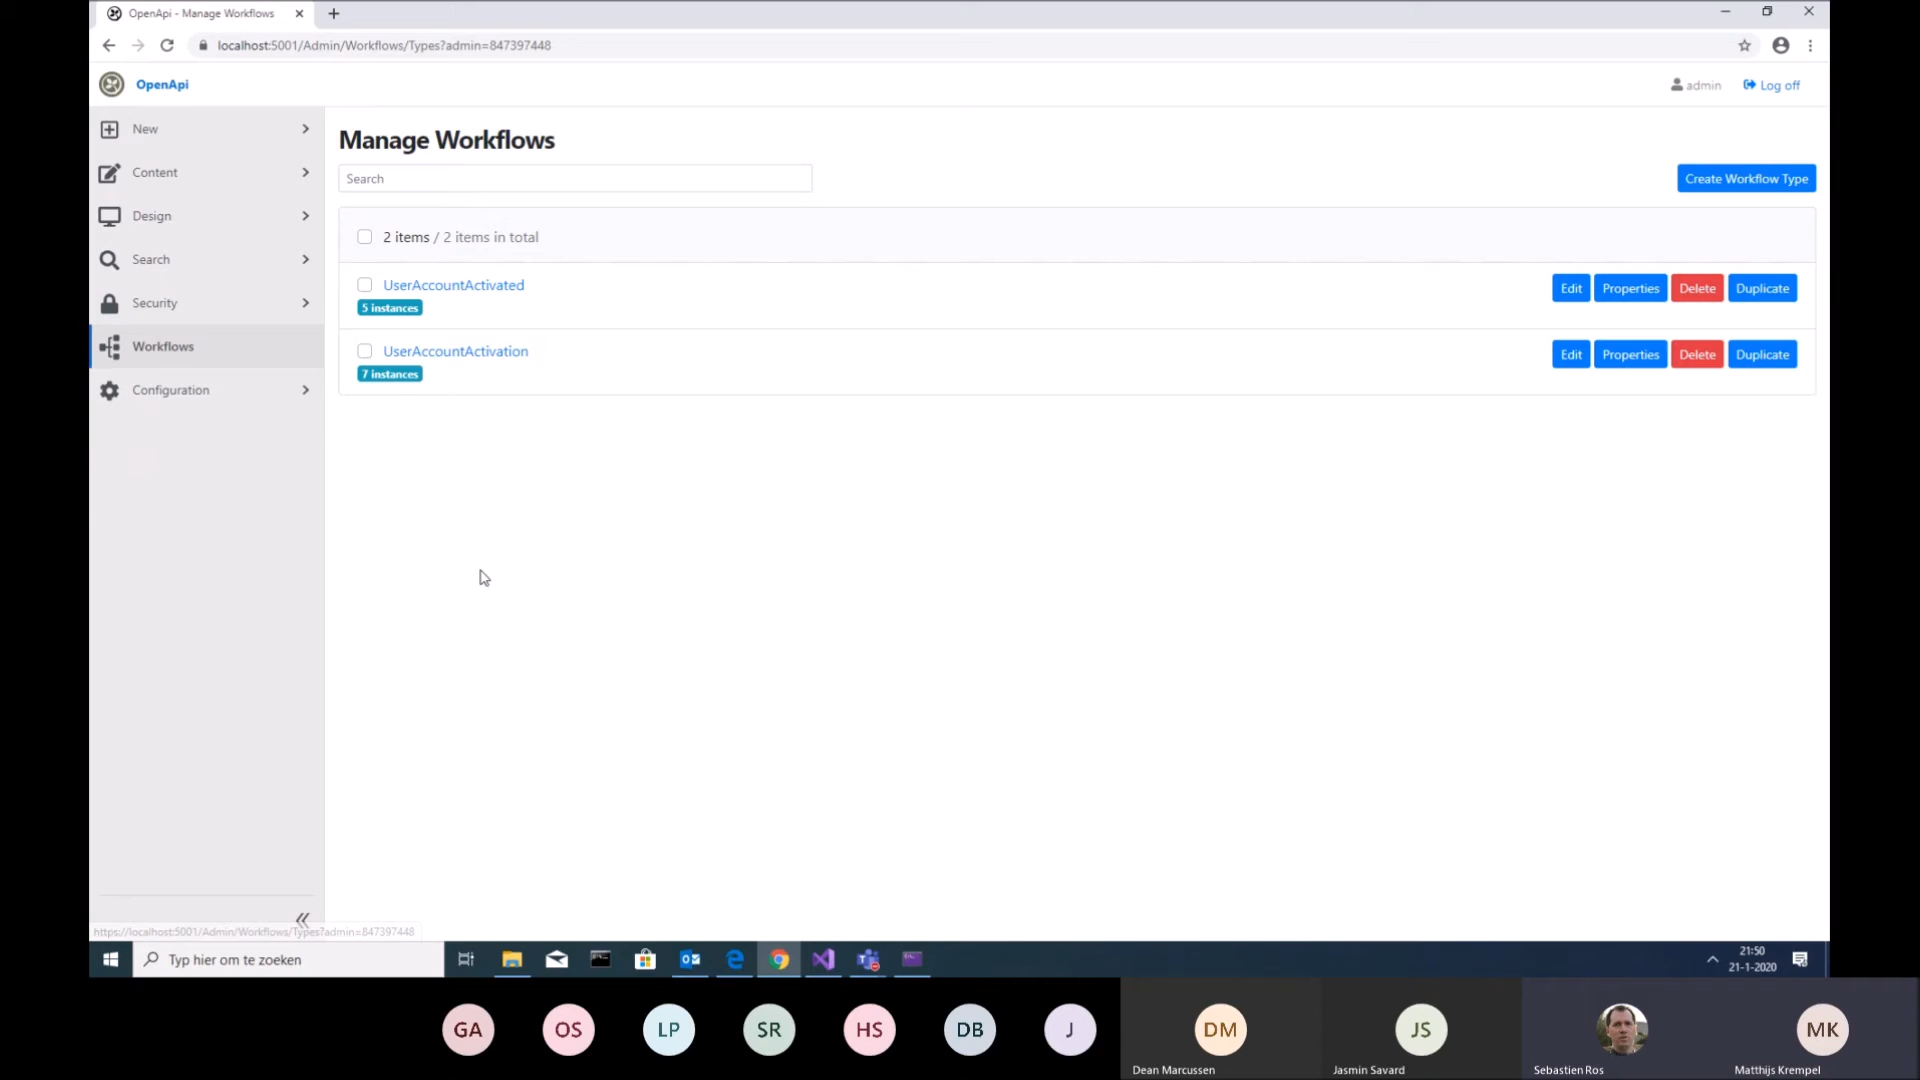 OpenApi - Manage Workflows
localhost:5001/Admin/Workflows/Types?admin=847397448
OpenApi
admin
Log off
New
Content
Design
Search
Security
Workflows
Configuration
Manage Workflows
Search
Create Workflow Type
2 items / 2 items in total
UserAccountActivated
5 instances
Edit Properties Delete Duplicate
UserAccountActivation
7 instances
Edit Properties Delete Duplicate
https://localhost:5001/Admin/Workflows/Types?admin=847397448
Typ hier om te zoeken
21:50
21-1-2020
GA OS LP SR HS DB J DM JS MK
Dean Marcussen Jasmin Savard Sebastien Ros Matthijs Krempel